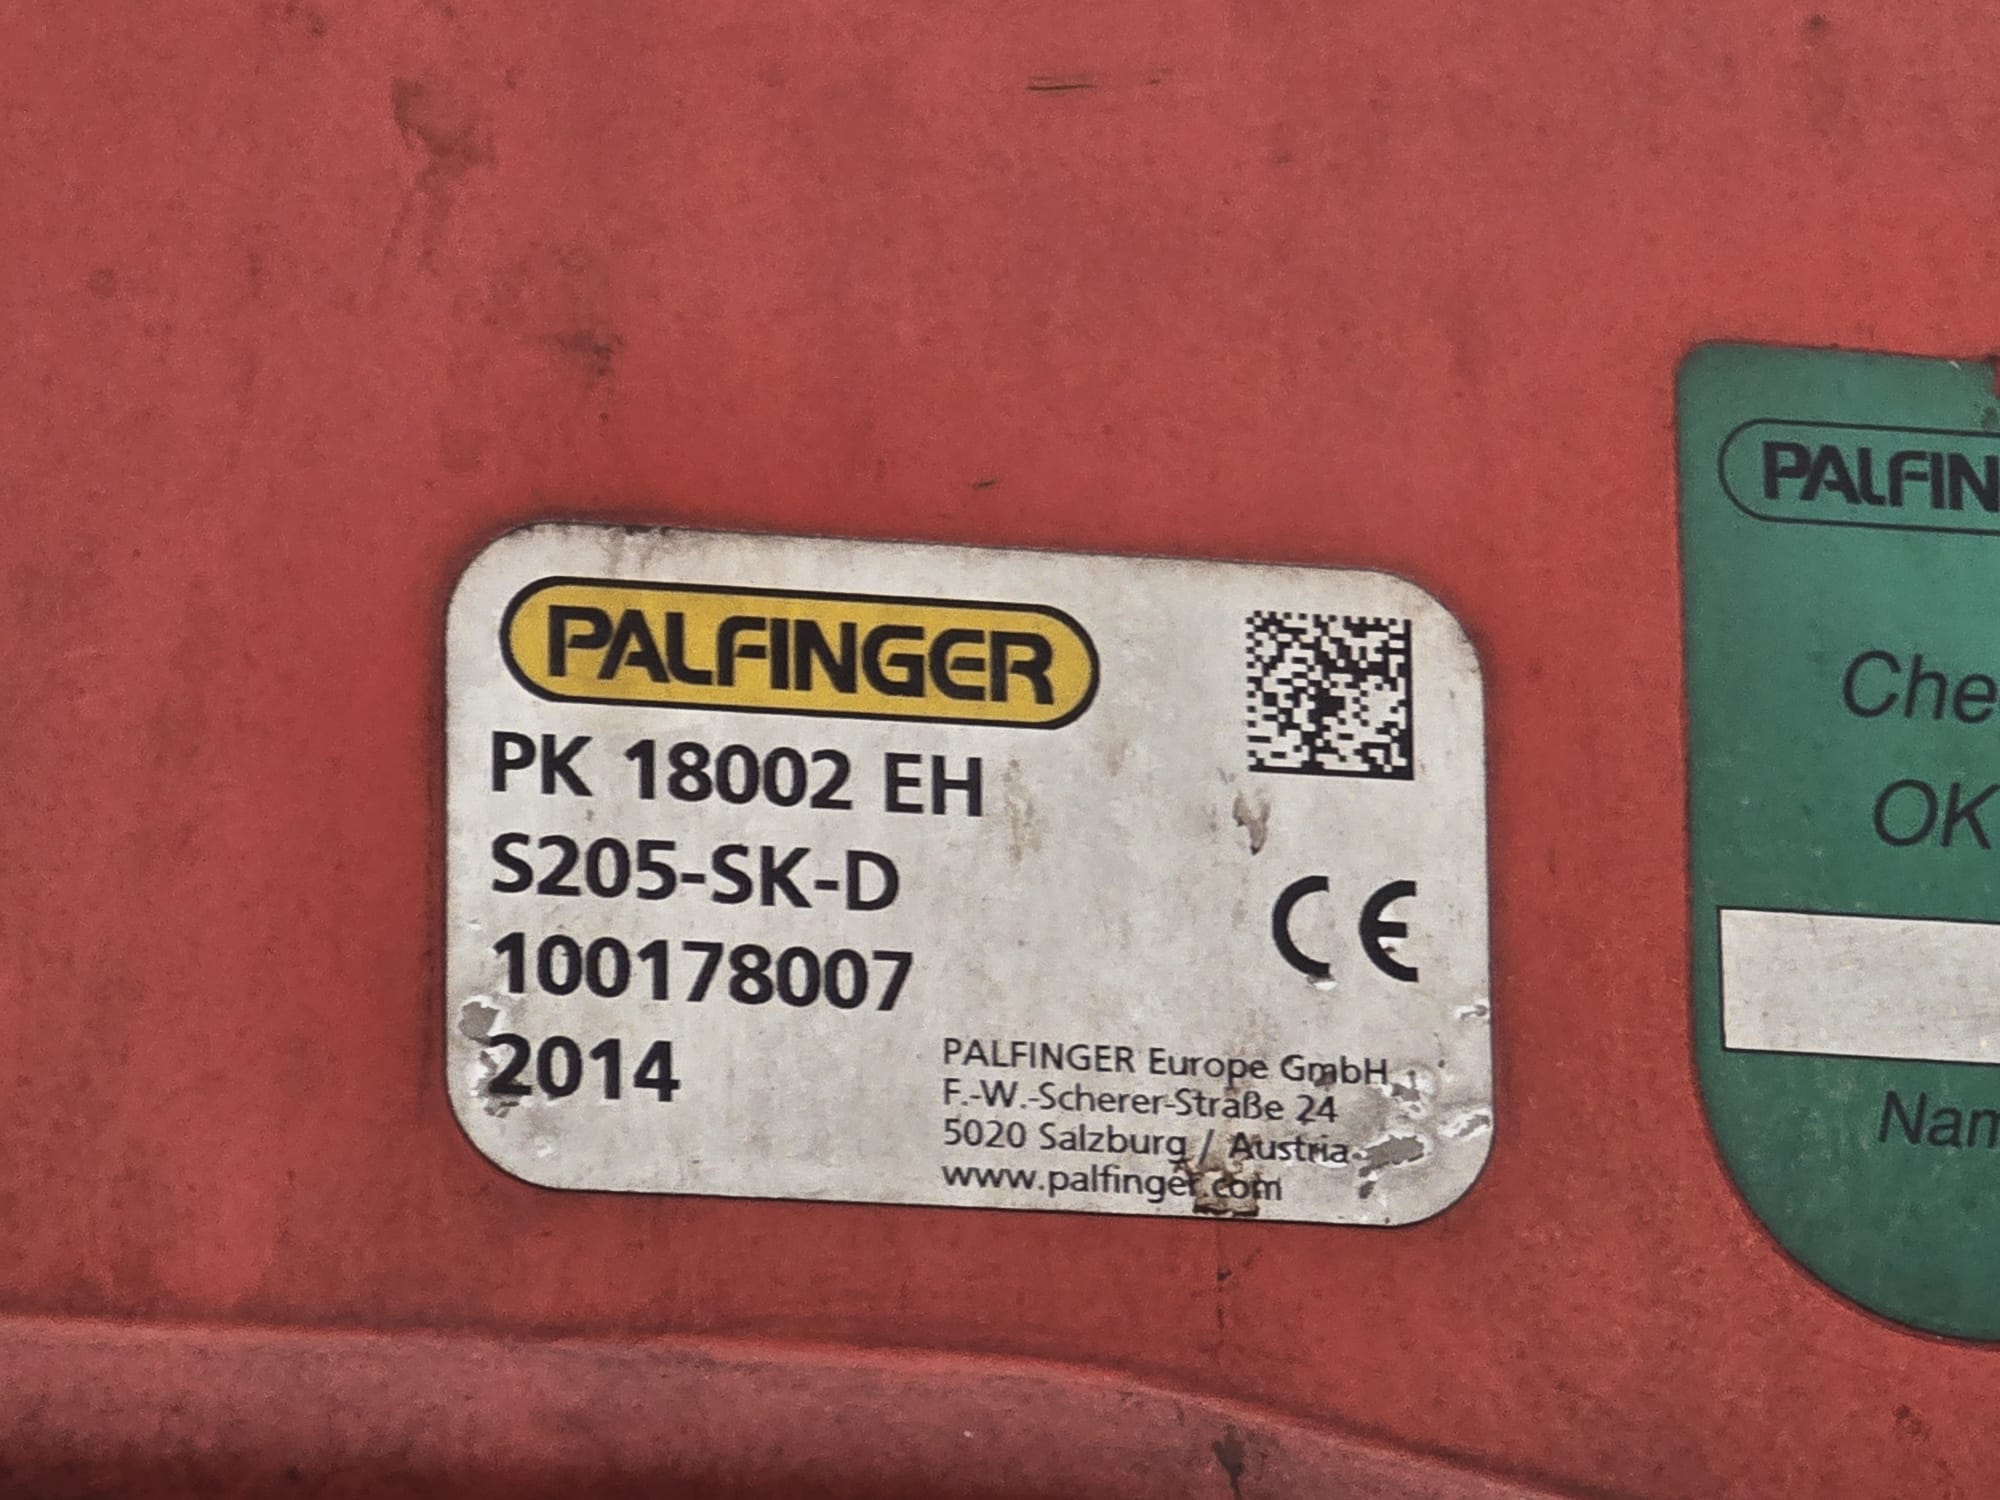 PALFINGER
PK 18002 EH
S205-SK-D
100178007
2014
CE
PALFINGER Europe GmbH
F.-W.-Scherer-Straße 24
5020 Salzburg / Austria
www.palfinger.com
PALFIN
Che
OK
Nam